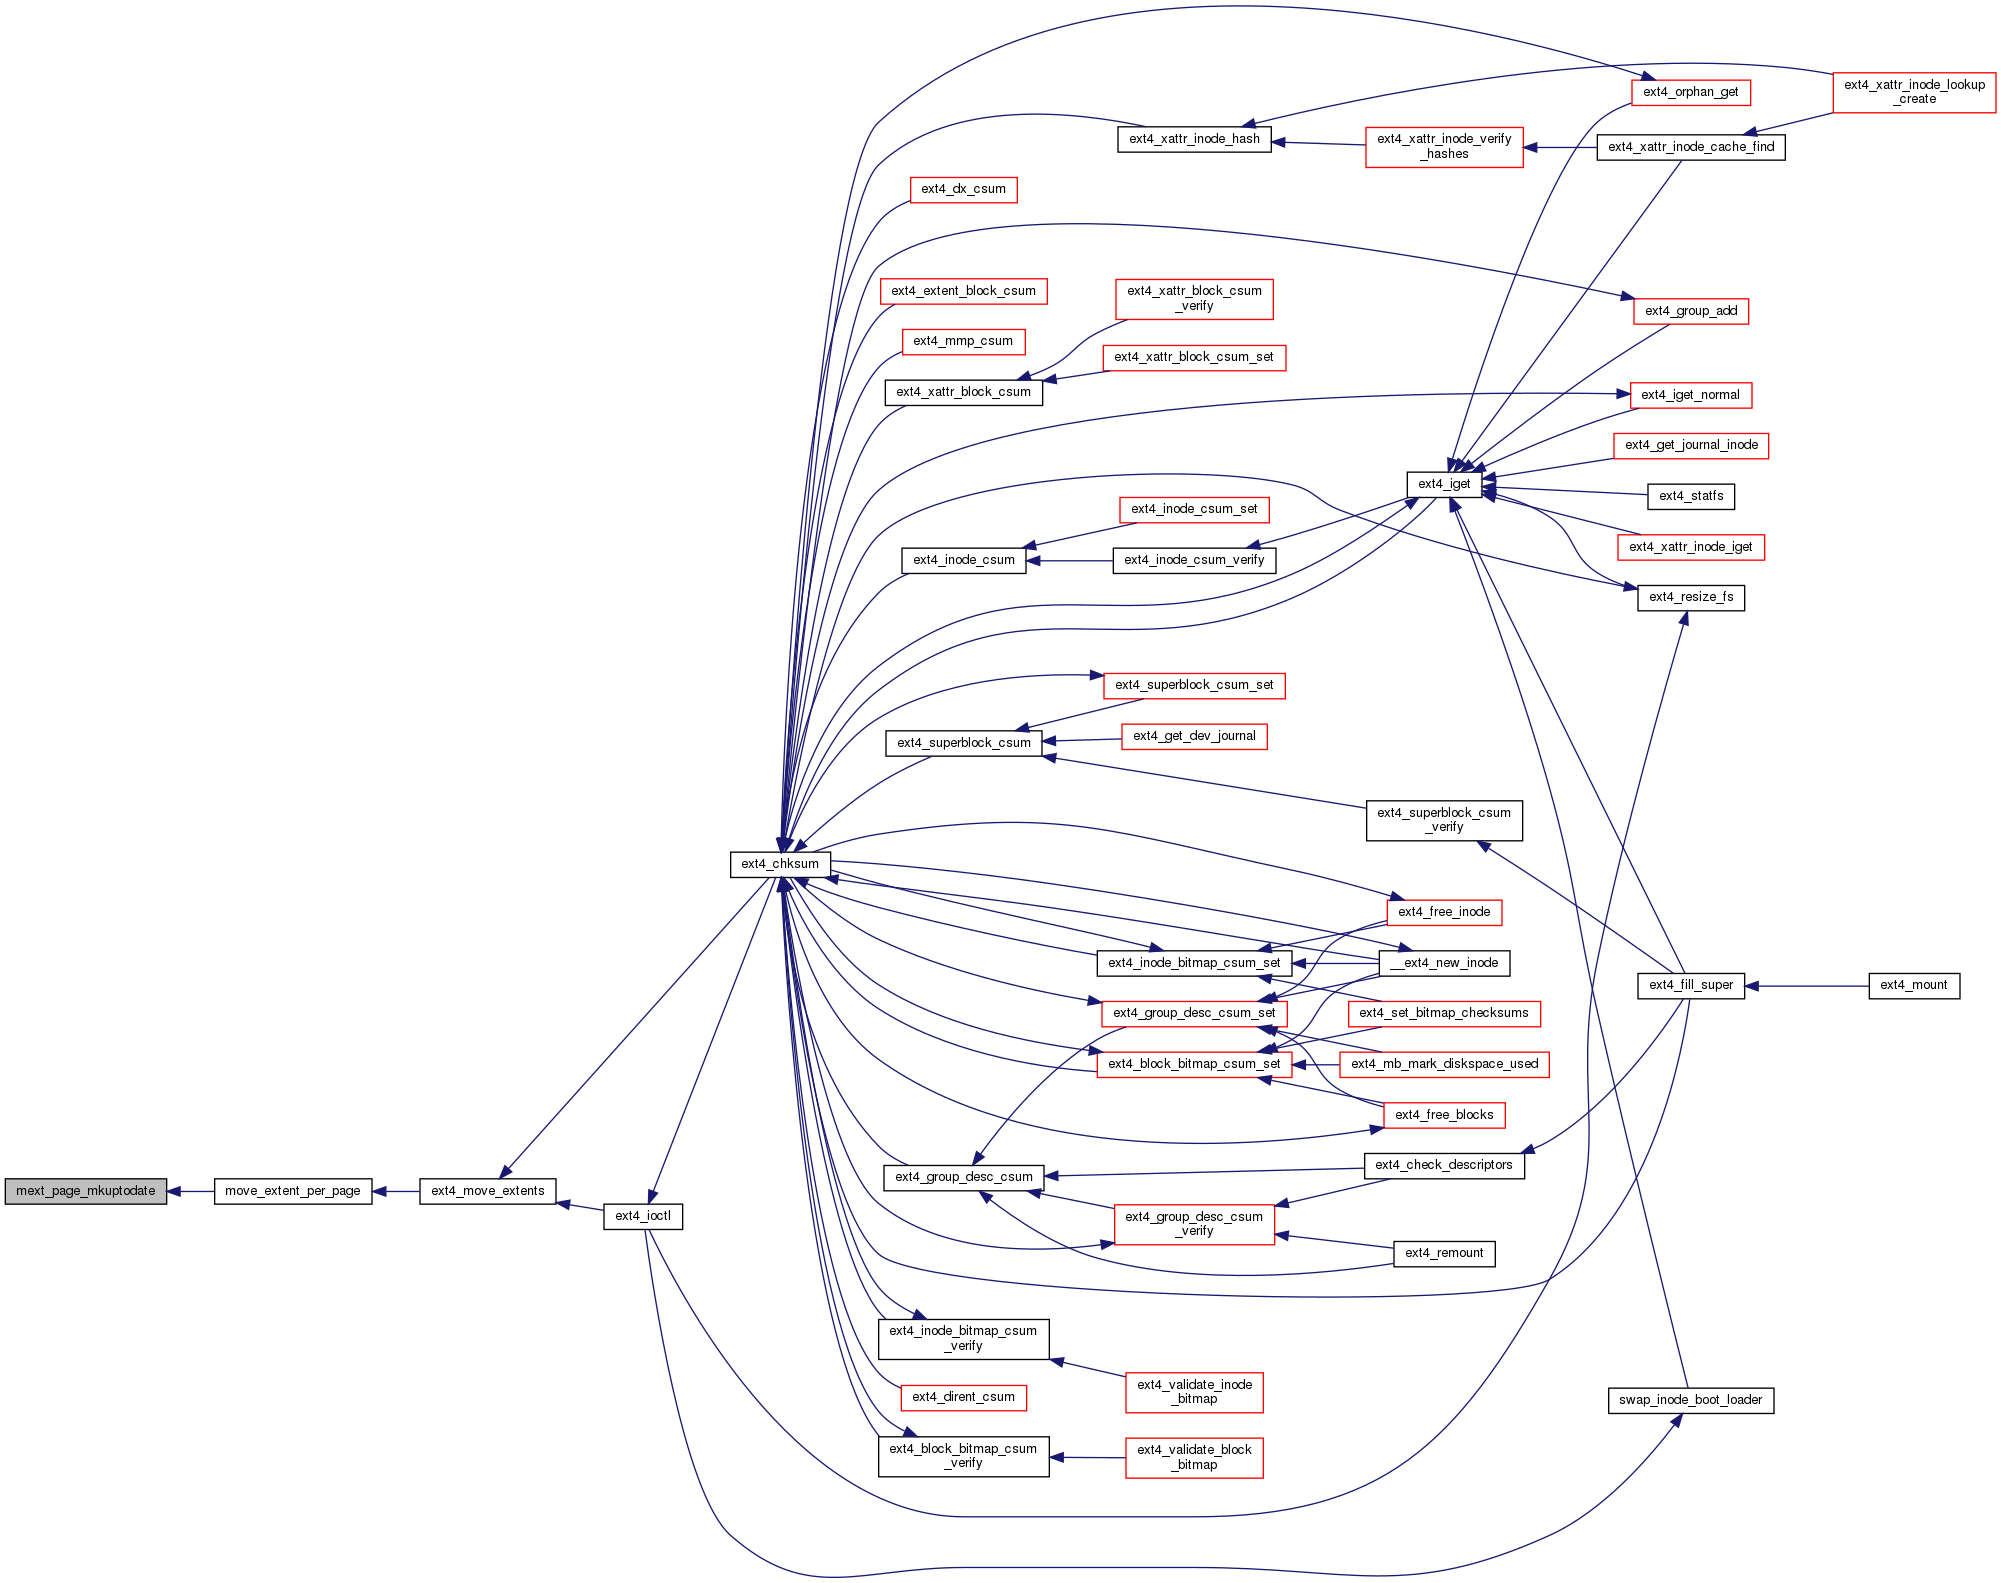 ext4_orphan_get
ext4_xattr_inode_lookup
_create
ext4_xattr_inode_hash
ext4_xattr_inode_verify
_hashes
ext4_xattr_inode_cache_find
ext4_dx_csum
ext4_extent_block_csum
ext4_xattr_block_csum
_verify
ext4_group_add
ext4_mmp_csum
ext4_xattr_block_csum_set
ext4_xattr_block_csum
ext4_iget_normal
ext4_get_journal_inode
ext4_iget
ext4_statfs
ext4_inode_csum_set
ext4_xattr_inode_iget
ext4_inode_csum
ext4_inode_csum_verify
ext4_resize_fs
ext4_superblock_csum_set
ext4_superblock_csum
ext4_get_dev_journal
ext4_superblock_csum
_verify
ext4_chksum
ext4_free_inode
ext4_inode_bitmap_csum_set
__ext4_new_inode
ext4_fill_super
ext4_mount
ext4_group_desc_csum_set
ext4_set_bitmap_checksums
ext4_block_bitmap_csum_set
ext4_mb_mark_diskspace_used
ext4_free_blocks
ext4_check_descriptors
ext4_group_desc_csum
mext_page_mkuptodate
move_extent_per_page
ext4_move_extents
ext4_ioctl
ext4_group_desc_csum
_verify
ext4_remount
ext4_inode_bitmap_csum
_verify
ext4_validate_inode
_bitmap
ext4_dirent_csum
swap_inode_boot_loader
ext4_block_bitmap_csum
_verify
ext4_validate_block
_bitmap